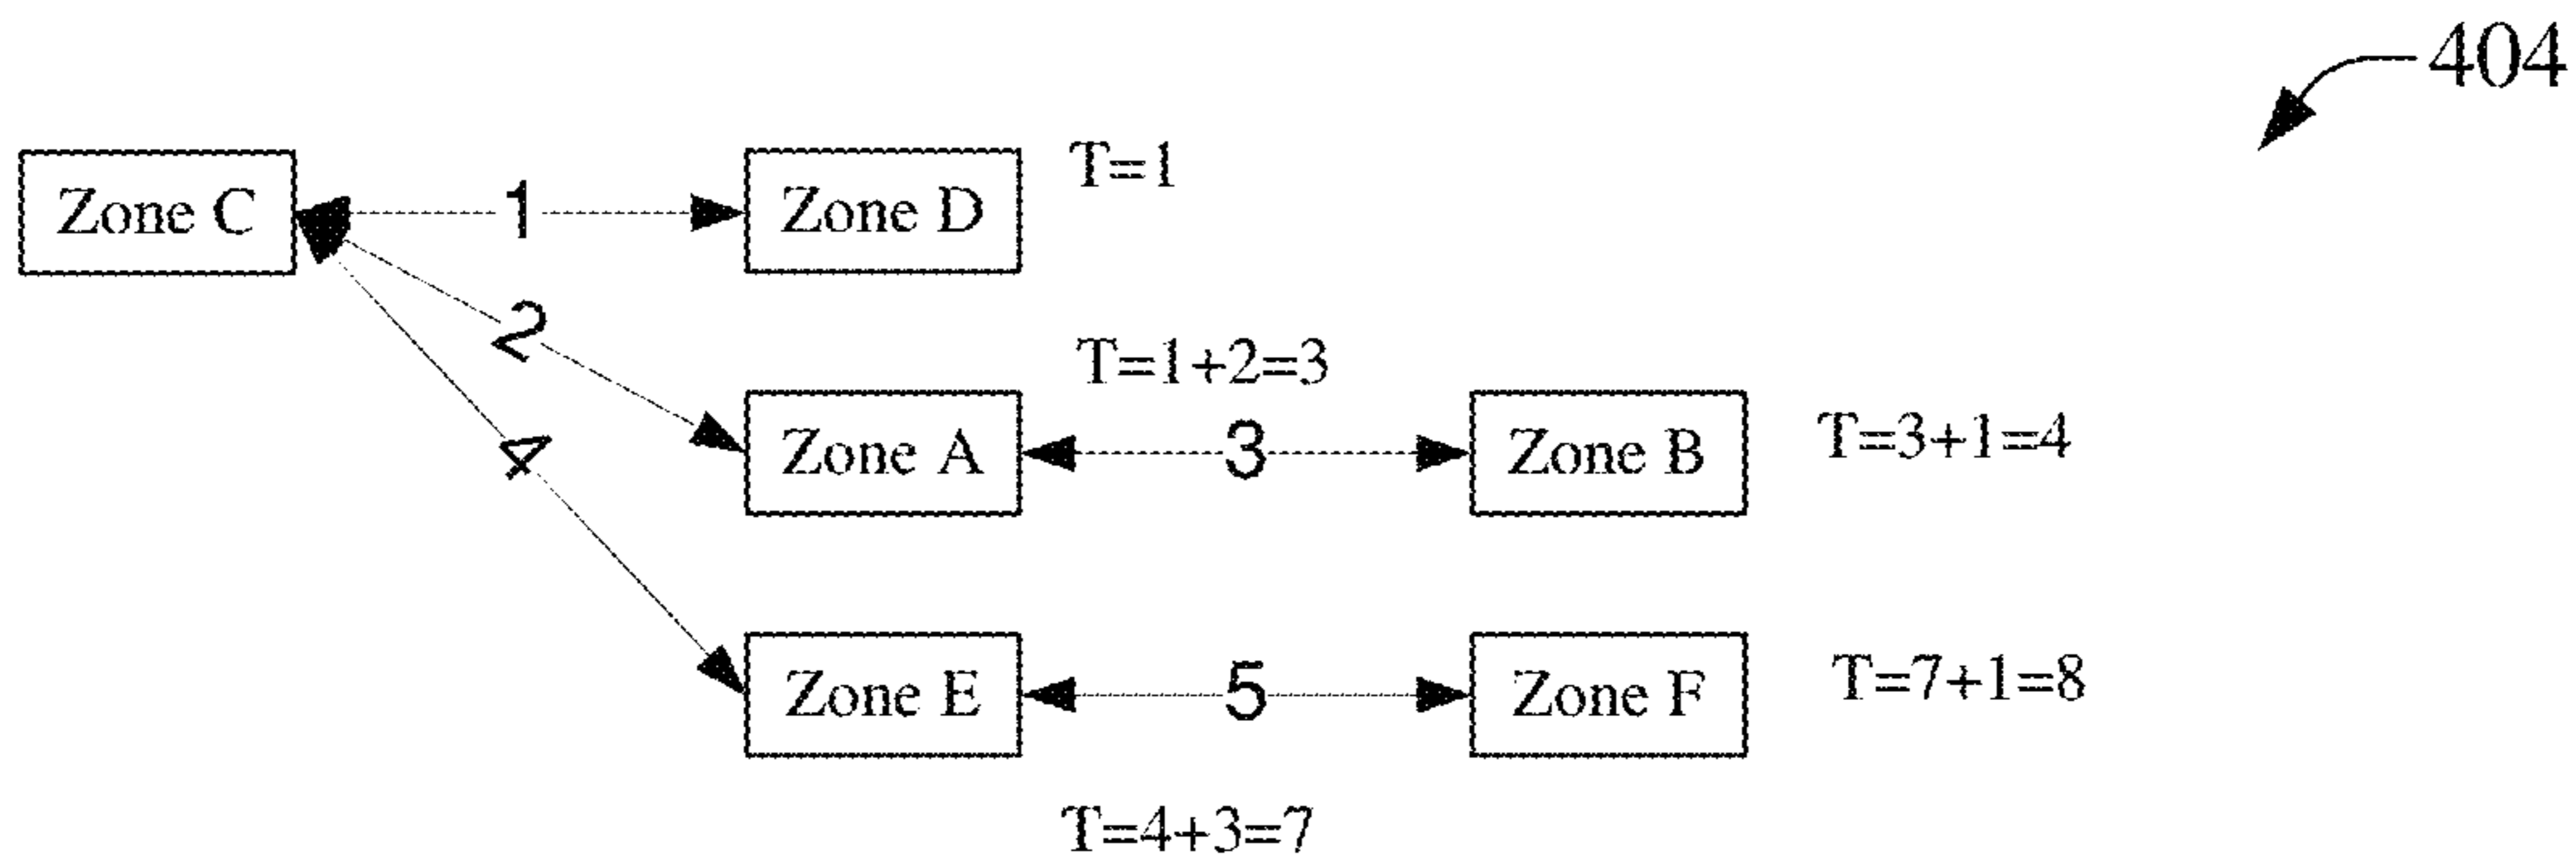 404
T=1
Zone C
1
Zone D
2
T=1+2=3
Zone A
3
Zone B
T=3+1=4
4
Zone E
5
Zone F
T=7+1=8
T=4+3=7